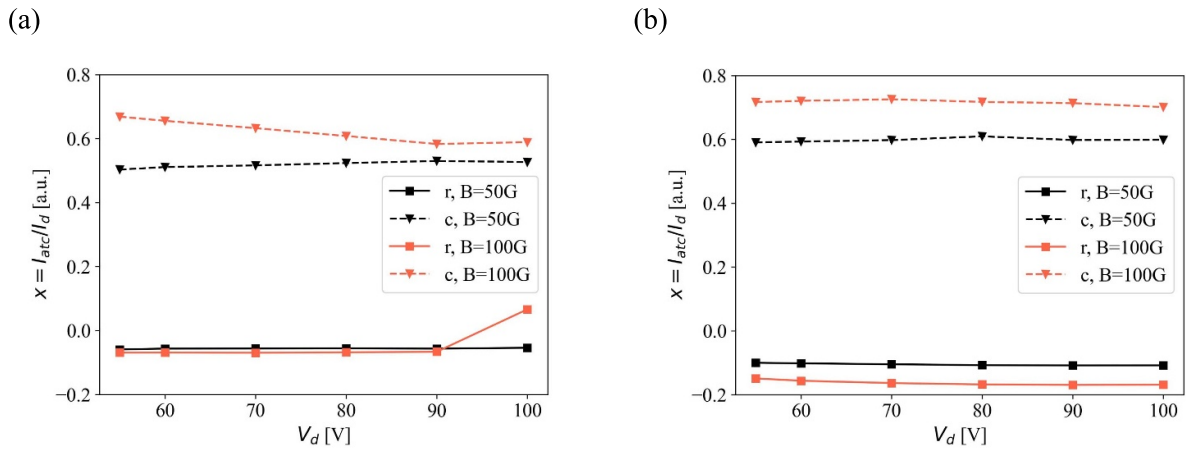 (a)
0.8
0.6
0.4
0.2
0.0
−0.2
x = I_atc/I_d [a.u.]
60 70 80 90 100
V_d [V]
r, B=50G
c, B=50G
r, B=100G
c, B=100G
(b)
0.8
0.6
0.4
0.2
0.0
−0.2
x = I_atc/I_d [a.u.]
60 70 80 90 100
V_d [V]
r, B=50G
c, B=50G
r, B=100G
c, B=100G